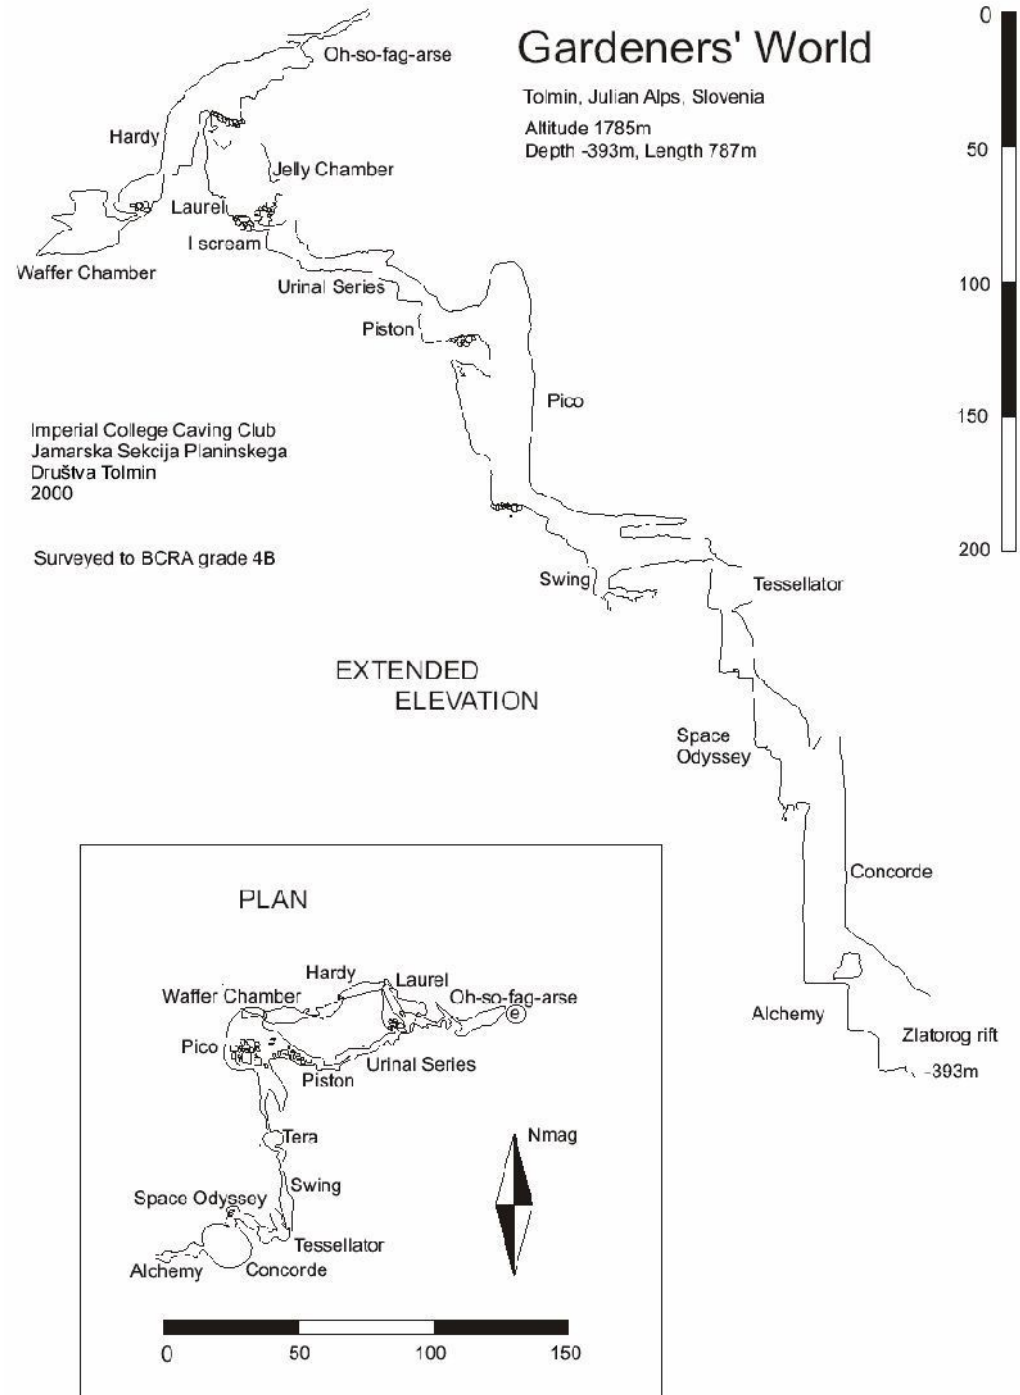 Gardeners' World
Tolmin, Julian Alps, Slovenia
Altitude 1785m
Depth -393m, Length 787m
0
50
100
150
200
Oh-so-fag-arse
Hardy
Jelly Chamber
Laurel
I scream
Waffer Chamber
Urinal Series
Piston
Pico
Imperial College Caving Club
Jamarska Sekcija Planinskega
Društva Tolmin
2000
Surveyed to BCRA grade 4B
Swing
Tessellator
EXTENDED
ELEVATION
Space
Odyssey
Concorde
Alchemy
Zlatorog rift
-393m
PLAN
Hardy
Laurel
Waffer Chamber
Oh-so-fag-arse
e
Pico
Urinal Series
Piston
Tera
Nmag
Swing
Space Odyssey
Tessellator
Alchemy
Concorde
0
50
100
150